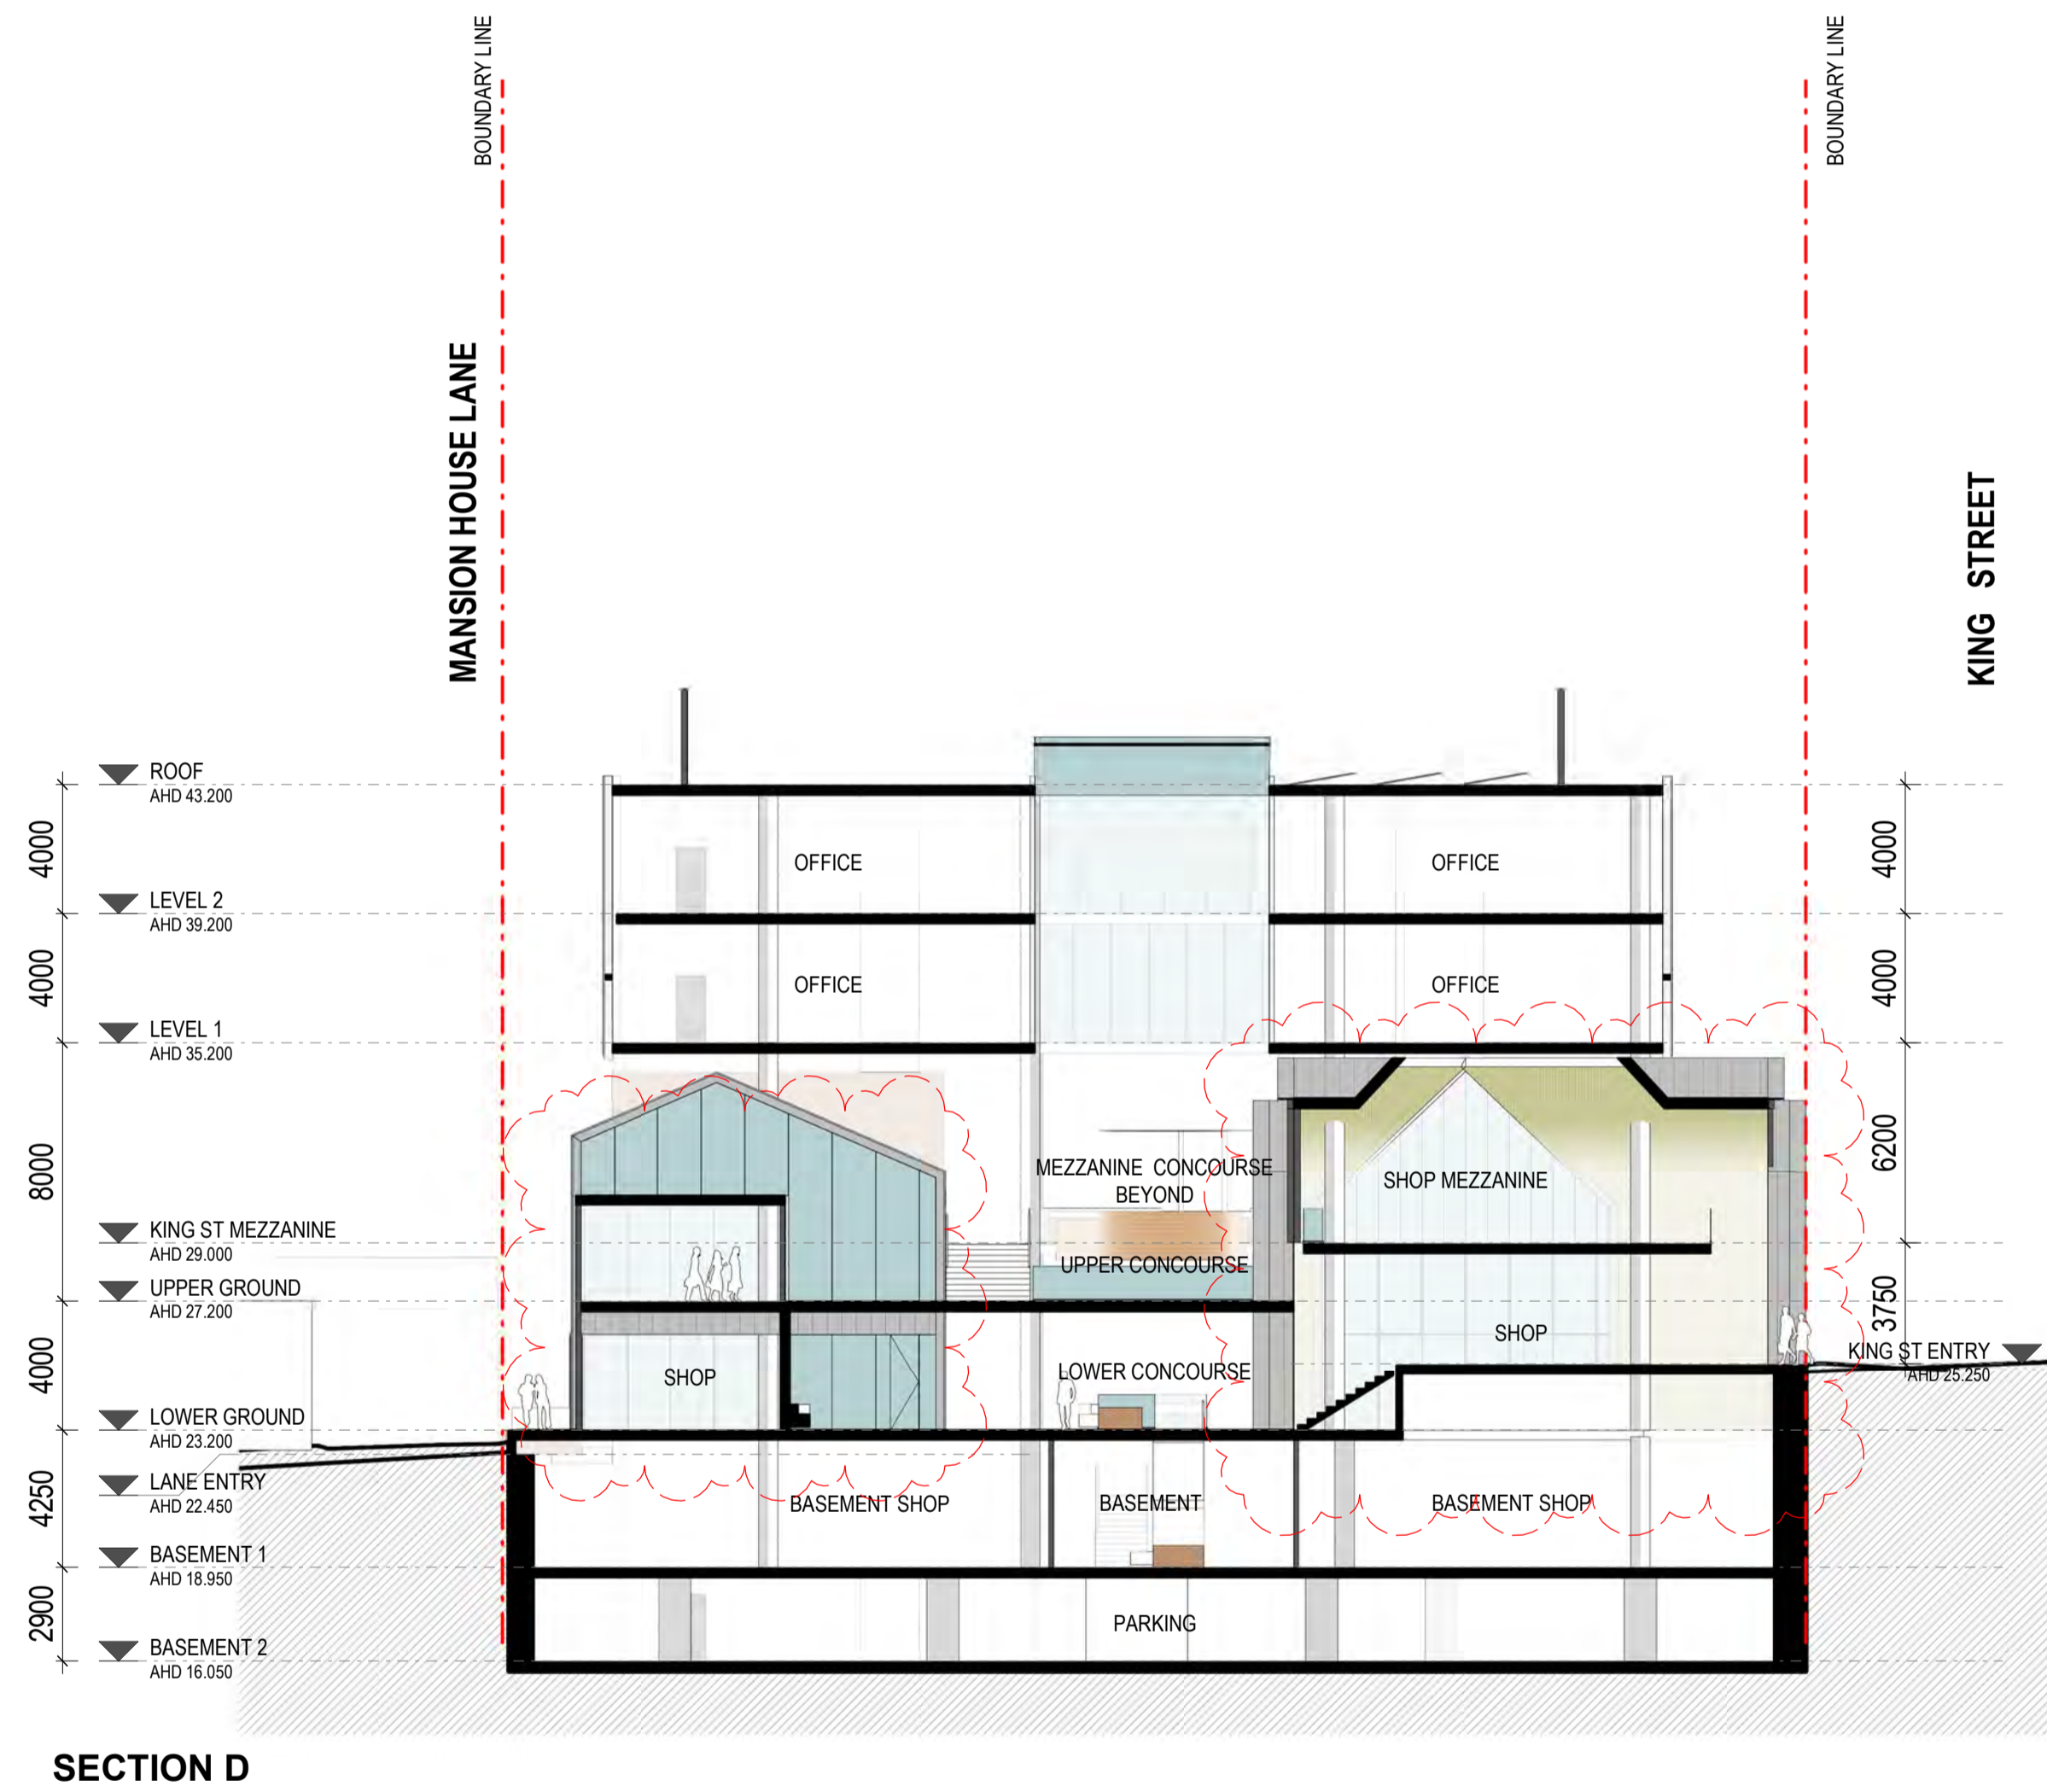 BOUNDARY LINE
BOUNDARY LINE
MANSION HOUSE LANE
KING STREET
ROOF
AHD 43.200
4000
OFFICE
OFFICE
4000
LEVEL 2
AHD 39.200
4000
OFFICE
OFFICE
4000
LEVEL 1
AHD 35.200
8000
MEZZANINE CONCOURSE
BEYOND
SHOP MEZZANINE
6200
KING ST MEZZANINE
AHD 29.000
UPPER CONCOURSE
UPPER GROUND
AHD 27.200
3750
4000
SHOP
LOWER CONCOURSE
SHOP
KING ST ENTRY
AHD 25.250
LOWER GROUND
AHD 23.200
LANE ENTRY
AHD 22.450
4250
BASEMENT SHOP
BASEMENT
BASEMENT SHOP
BASEMENT 1
AHD 18.950
2900
PARKING
BASEMENT 2
AHD 16.050
SECTION D